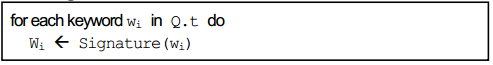 for each keyword wᵢ in Q.t do
Wᵢ ← Signature(wᵢ)